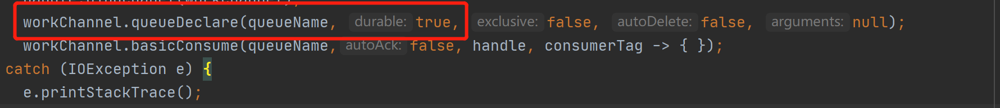 workChannel.queueDeclare(queueName, durable: true, exclusive: false, autoDelete: false, arguments: null);
workChannel.basicConsume(queueName, autoAck: false, handle, consumerTag -> { });
catch (IOException e) {
e.printStackTrace();